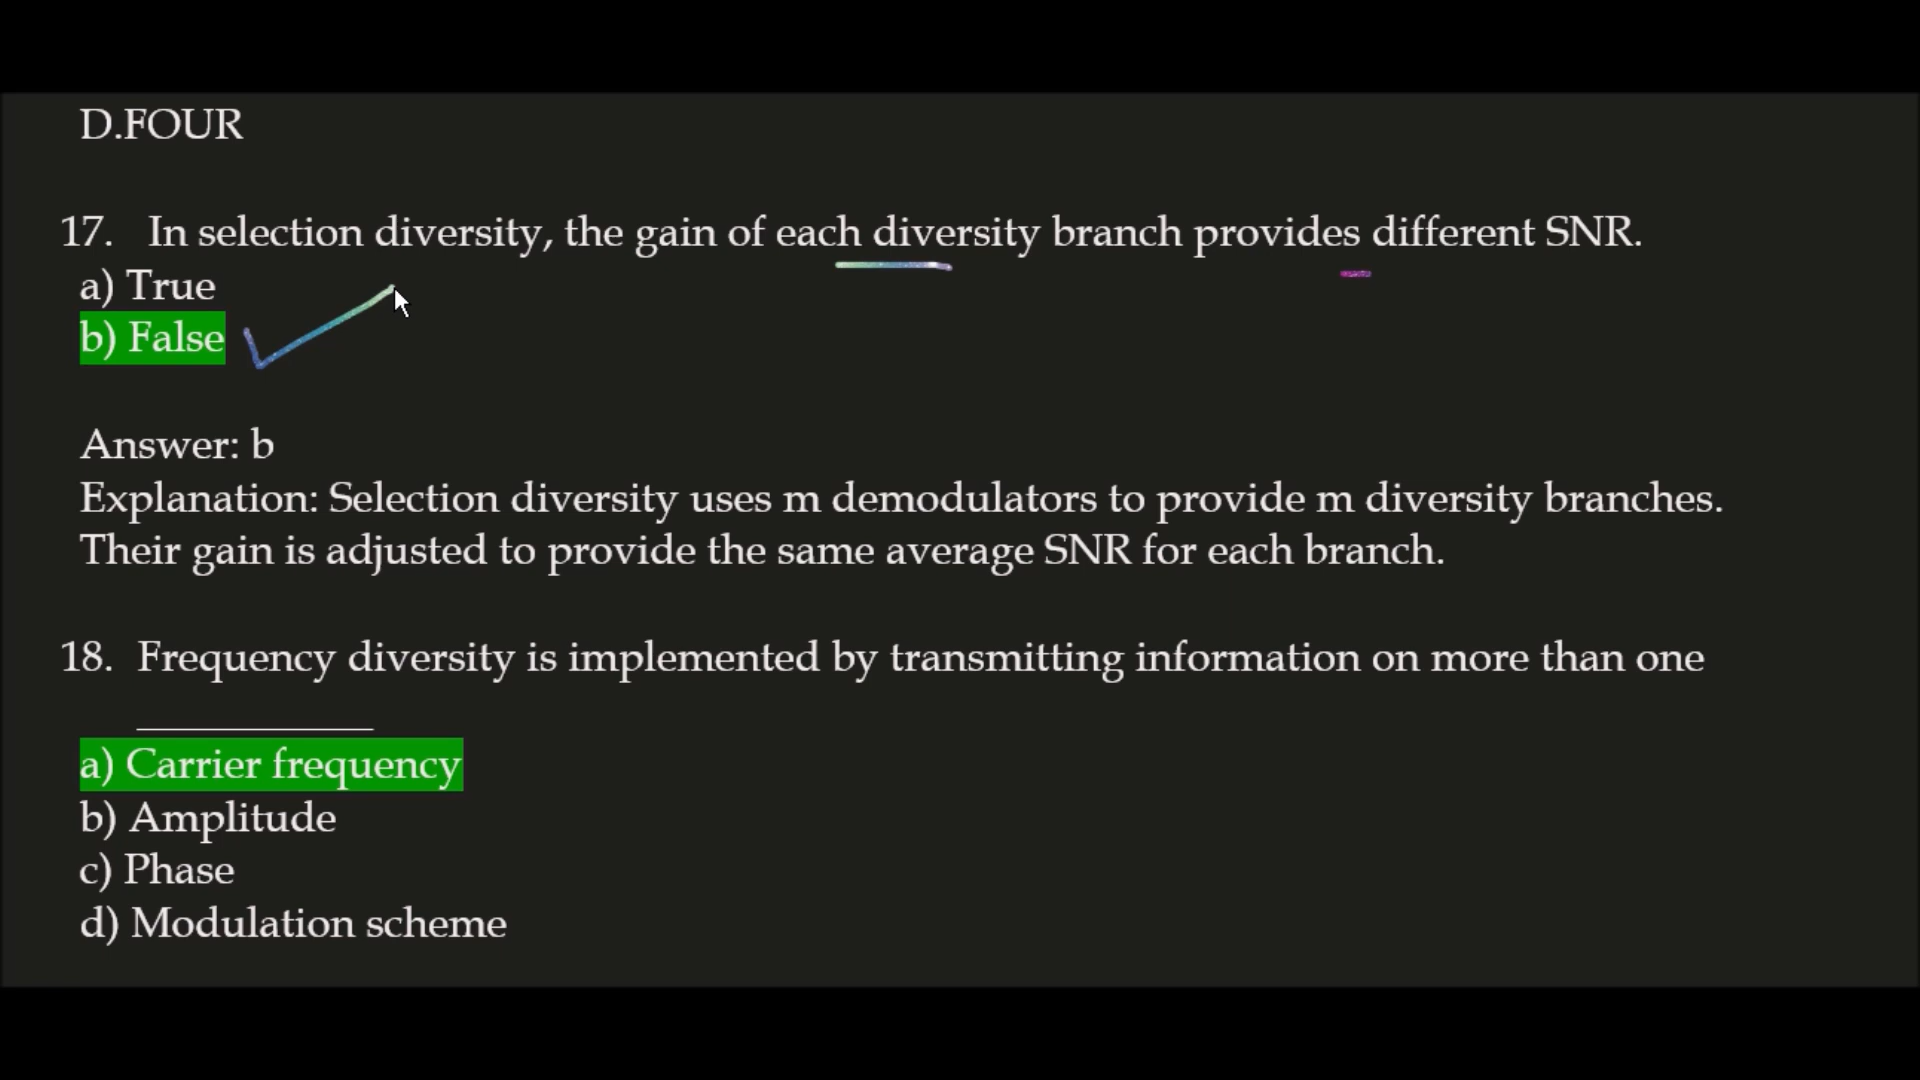 D.FOUR
17. In selection diversity, the gain of each diversity branch provides different SNR.
a) True
b) False
Answer: b
Explanation: Selection diversity uses m demodulators to provide m diversity branches.
Their gain is adjusted to provide the same average SNR for each branch.
18. Frequency diversity is implemented by transmitting information on more than one
____________
a) Carrier frequency
b) Amplitude
c) Phase
d) Modulation scheme